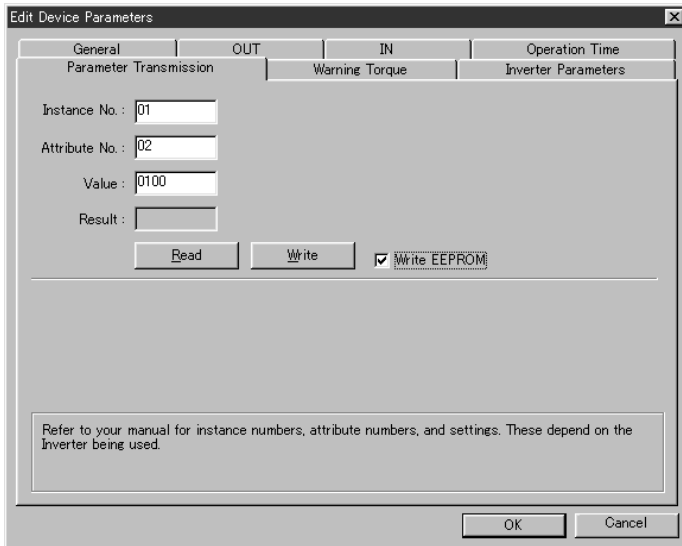 Edit Device Parameters
General OUT IN Operation Time
Parameter Transmission Warning Torque Inverter Parameters
Instance No. : 01
Attribute No. : 02
Value : 0100
Result :
Read Write Write EEPROM
Refer to your manual for instance numbers, attribute numbers, and settings. These depend on the
Inverter being used.
OK Cancel